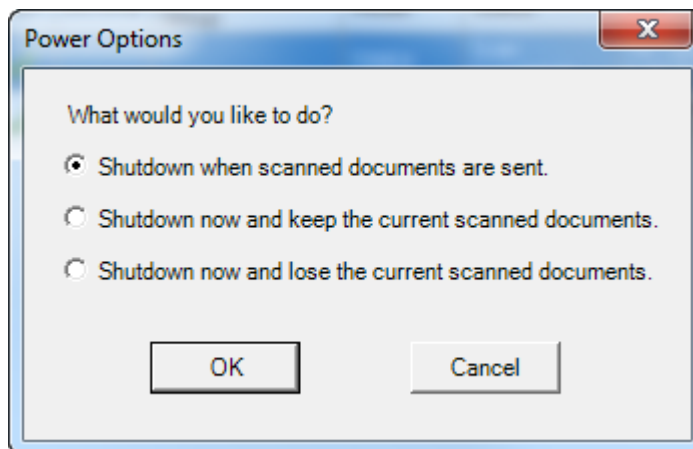 Power Options
What would you like to do?
Shutdown when scanned documents are sent.
Shutdown now and keep the current scanned documents.
Shutdown now and lose the current scanned documents.
OK
Cancel